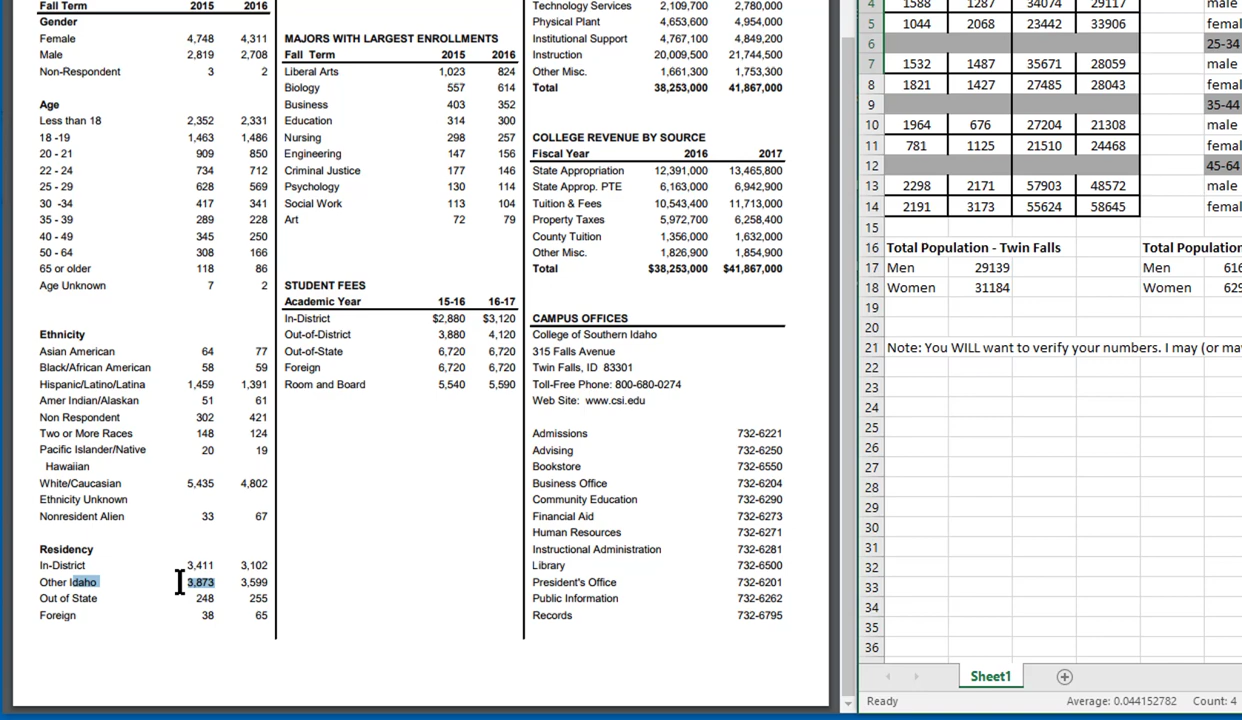 Fall Term 2015 2016
Gender
Female 4,748 4,311
Male 2,819 2,708
Non-Respondent 3 2
Age
Less than 18 2,352 2,331
18 -19 1,463 1,486
20 - 21 909 850
22 - 24 734 712
25 - 29 628 569
30 -34 417 341
35 - 39 289 228
40 - 49 345 250
50 - 64 308 166
65 or older 118 86
Age Unknown 7 2
Ethnicity
Asian American 64 77
Black/African American 58 59
Hispanic/Latino/Latina 1,459 1,391
Amer Indian/Alaskan 51 61
Non Respondent 302 421
Two or More Races 148 124
Pacific Islander/Native 20 19
Hawaiian
White/Caucasian 5,435 4,802
Ethnicity Unknown
Nonresident Alien 33 67
Residency
In-District 3,411 3,102
Other Idaho 3,873 3,599
Out of State 248 255
Foreign 38 65
MAJORS WITH LARGEST ENROLLMENTS
Fall Term 2015 2016
Liberal Arts 1,023 824
Biology 557 614
Business 403 352
Education 314 300
Nursing 298 257
Engineering 147 156
Criminal Justice 177 146
Psychology 130 114
Social Work 113 104
Art 72 79
STUDENT FEES
Academic Year 15-16 16-17
In-District $2,880 $3,120
Out-of-District 3,880 4,120
Out-of-State 6,720 6,720
Foreign 6,720 6,720
Room and Board 5,540 5,590
Technology Services 2,109,700 2,780,000
Physical Plant 4,653,600 4,954,000
Institutional Support 4,767,100 4,849,200
Instruction 20,009,500 21,744,500
Other Misc. 1,661,300 1,753,300
Total 38,253,000 41,867,000
COLLEGE REVENUE BY SOURCE
Fiscal Year 2016 2017
State Appropriation 12,391,000 13,465,800
State Approp. PTE 6,163,000 6,942,900
Tuition & Fees 10,543,400 11,713,000
Property Taxes 5,972,700 6,258,400
County Tuition 1,356,000 1,632,000
Other Misc. 1,826,900 1,854,900
Total $38,253,000 $41,867,000
CAMPUS OFFICES
College of Southern Idaho
315 Falls Avenue
Twin Falls, ID 83301
Toll-Free Phone: 800-680-0274
Web Site: www.csi.edu
Admissions 732-6221
Advising 732-6250
Bookstore 732-6550
Business Office 732-6204
Community Education 732-6290
Financial Aid 732-6273
Human Resources 732-6271
Instructional Administration 732-6281
Library 732-6500
President's Office 732-6201
Public Information 732-6262
Records 732-6795
4 1588 1287 34074 29117 male
5 1044 2068 23442 33906 femal
6 25-34
7 1532 1487 35671 28059 male
8 1821 1427 27485 28043 femal
9 35-44
10 1964 676 27204 21308 male
11 781 1125 21510 24468 femal
12 45-64
13 2298 2171 57903 48572 male
14 2191 3173 55624 58645 femal
15
16 Total Population - Twin Falls Total Population
17 Men 29139 Men 616
18 Women 31184 Women 629
19
20
21 Note: You WILL want to verify your numbers. I may (or ma
22
23
24
25
26
27
28
29
30
31
32
33
34
35
36
Sheet1
Ready Average: 0.044152782 Count: 4